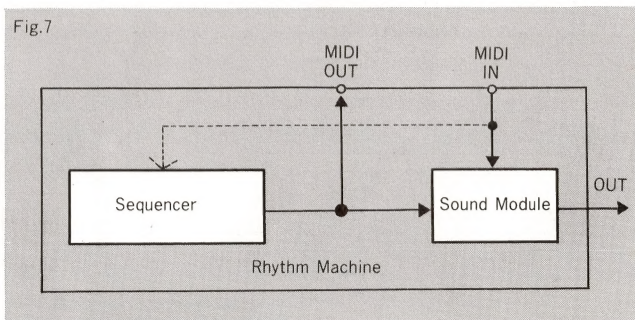 Fig.7
MIDI
OUT
MIDI
IN
OUT
Sequencer
Sound Module
Rhythm Machine